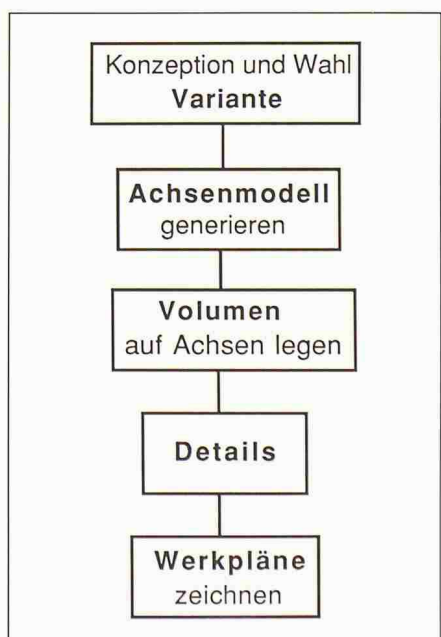 Konzeption und Wahl
Variante
Achsenmodell
generieren
Volumen
auf Achsen legen
Details
Werkpläne
zeichnen